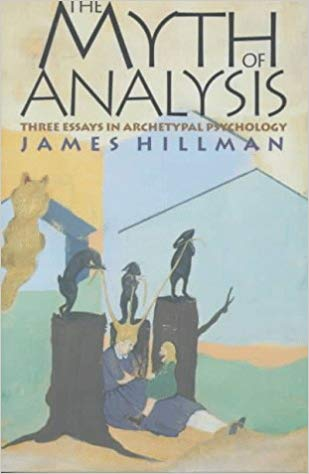 THE
MYTH
OF
ANALYSIS
THREE ESSAYS IN ARCHETYPAL PSYCHOLOGY
JAMES HILLMAN